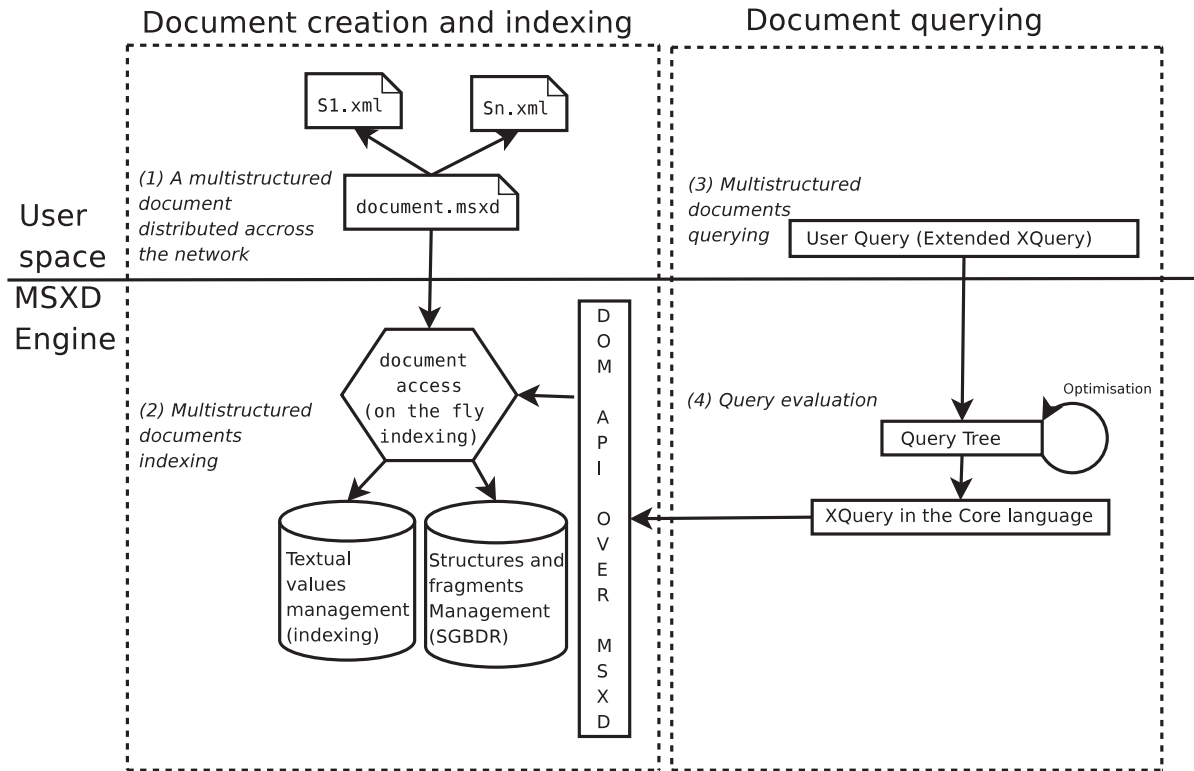 Document creation and indexing
Document querying
S1.xml
Sn.xml
(1) A multistructured
document
distributed accross
the network
document.msxd
(3) Multistructured
documents
querying
User Query (Extended XQuery)
User
space
MSXD
Engine
document
access
(on the fly
indexing)
(2) Multistructured
documents
indexing
Textual
values
management
(indexing)
Structures and
fragments
Management
(SGBDR)
D
O
M
A
P
I
O
V
E
R
M
S
X
D
(4) Query evaluation
Optimisation
Query Tree
XQuery in the Core language